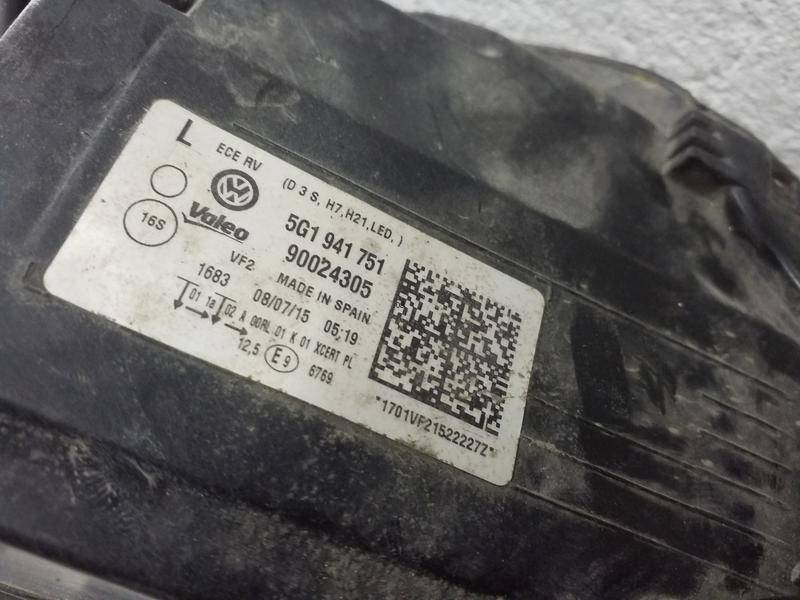 L
ECE RV
(D 3 S, H7,H21,LED, )
16S
Valeo
5G1 941 751
90024305
VF2
MADE IN SPAIN
1683
08/07/15 05:19
01 1a 02 A 00RL 01 K 01 XCERT PL
12,5 E9 6769
*1701VF21522227Z*